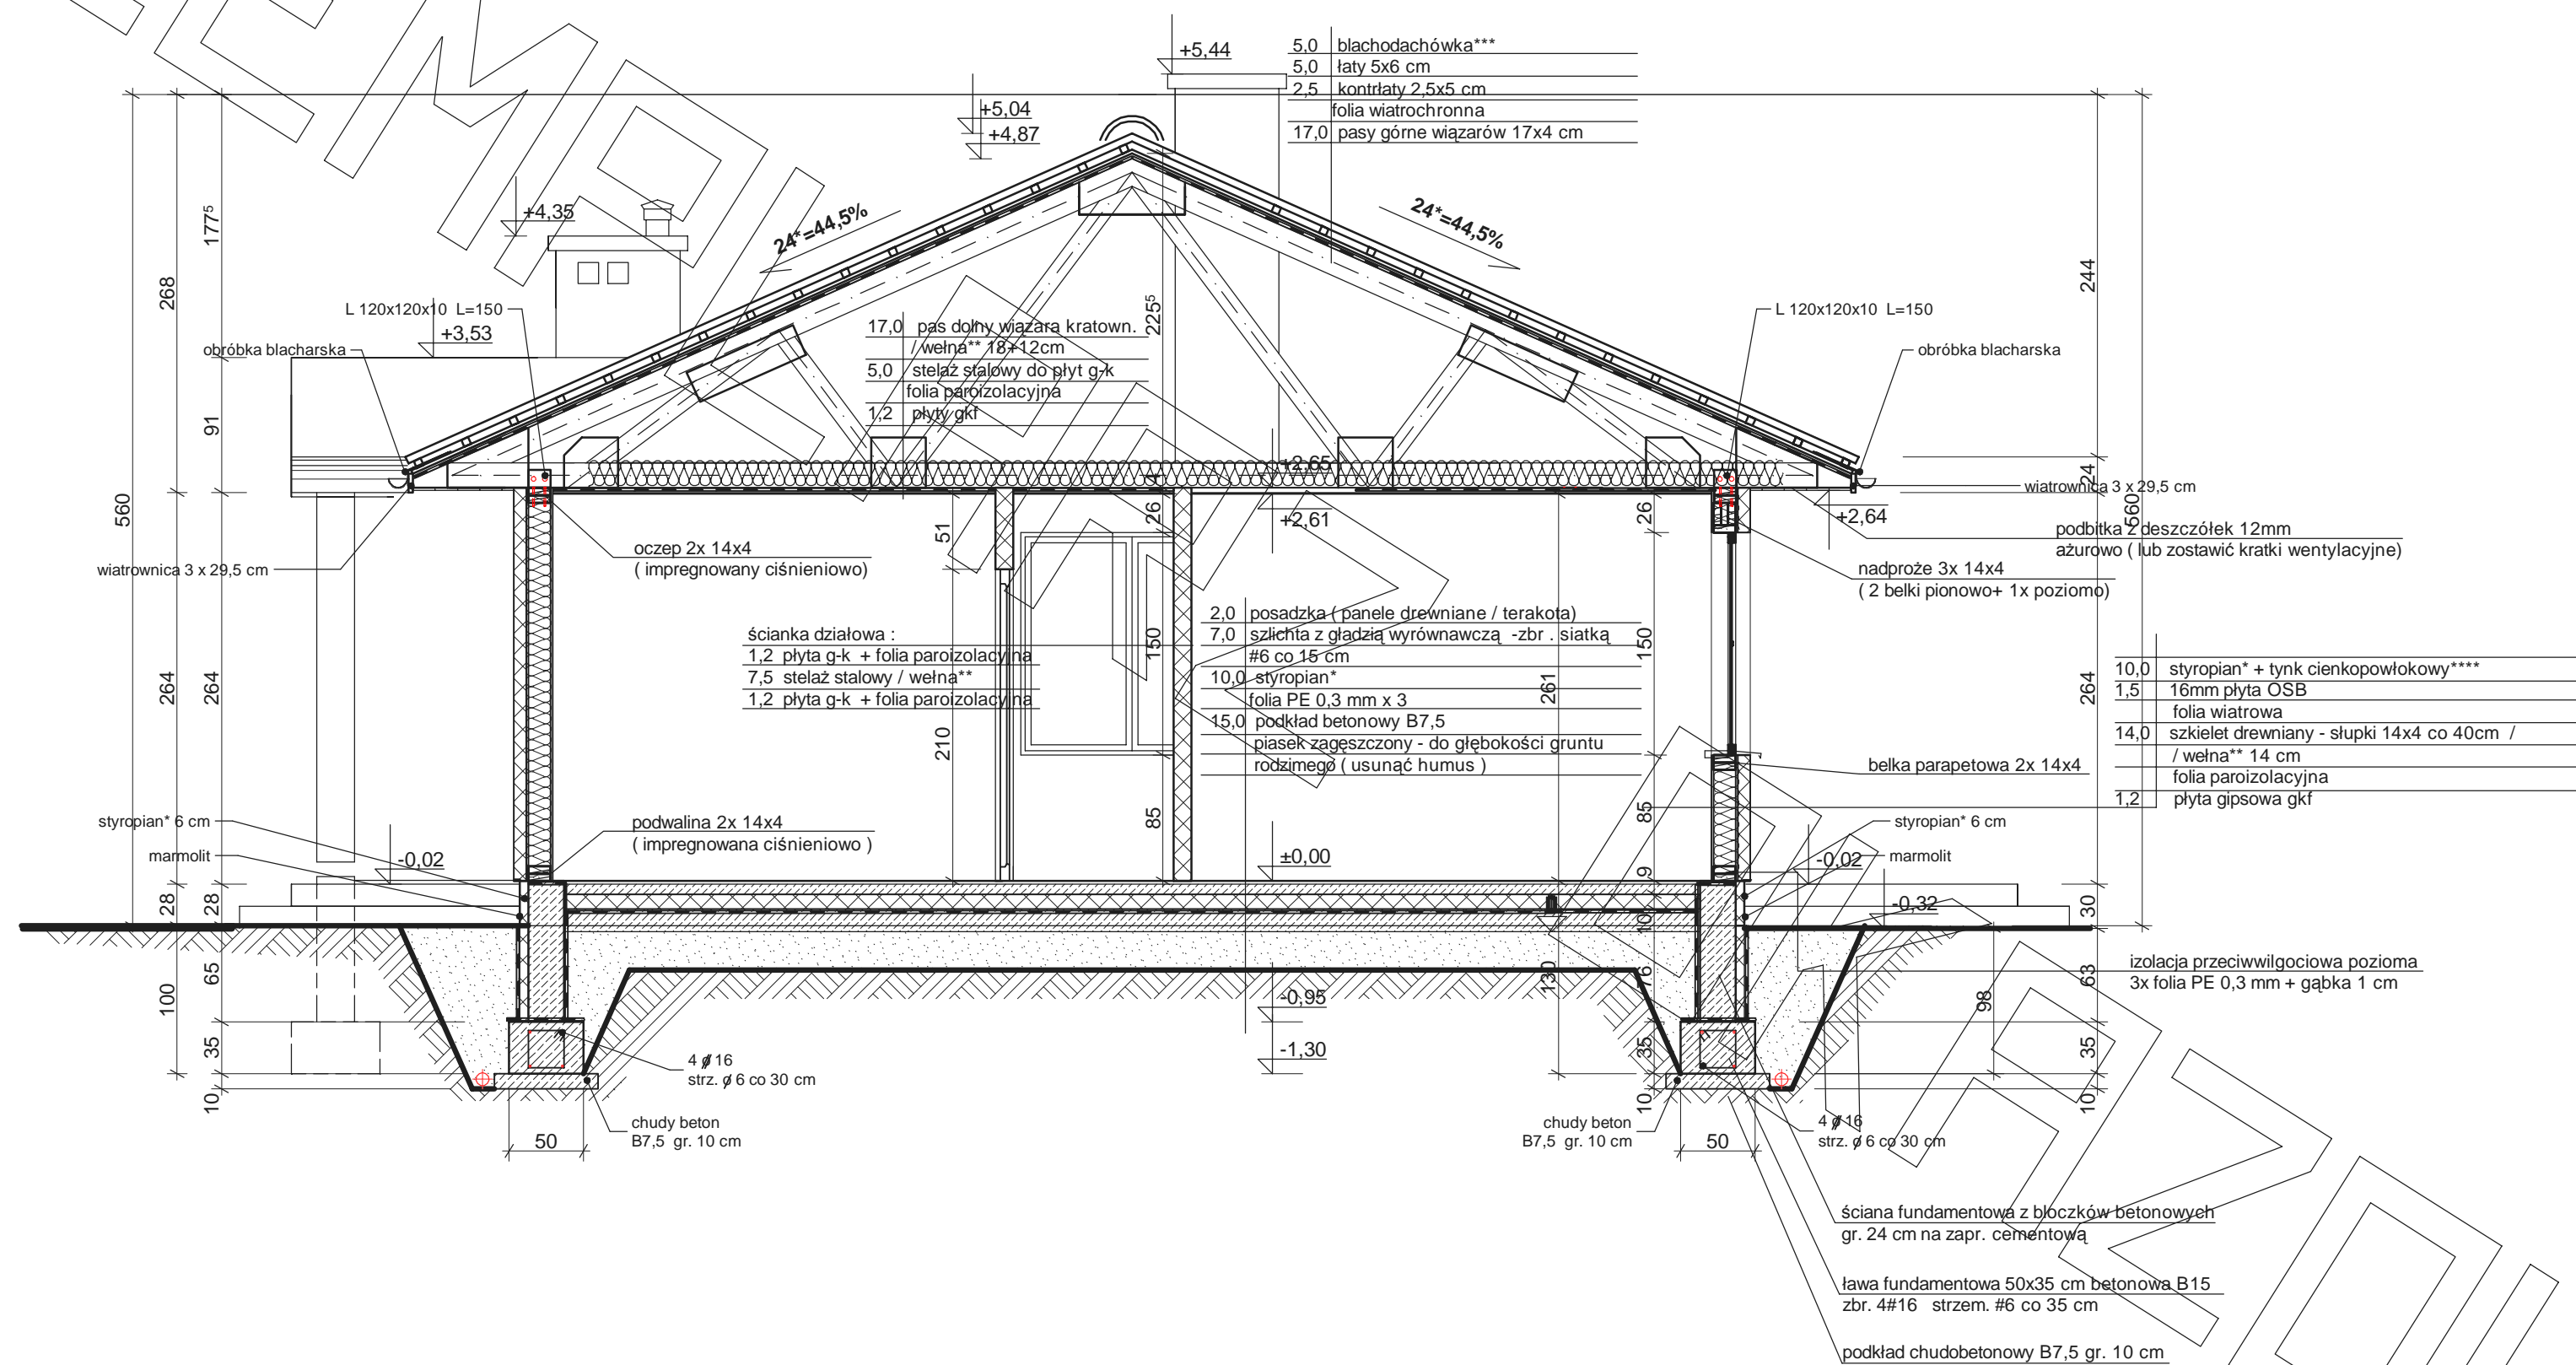 +5,44
5,0 blachodachówka***
5,0 łaty 5x6 cm
2,5 kontrłaty 2,5x5 cm
folia wiatrochronna
17,0 pasy górne wiązarów 17x4 cm
+5,04
+4,87
+4,35
24*=44,5%
24*=44,5%
177⁵
268
244
L 120x120x10 L=150
+3,53
obróbka blacharska
17,0 pas dolny wiązara kratown.
/ wełna** 18+12cm
5,0 stelaż stalowy do płyt g-k
folia paroizolacyjna
1,2 płyty gkf
225⁵
L 120x120x10 L=150
obróbka blacharska
91
24
560
560
+2,65
4
26
+2,61
26
51
+2,64
wiatrownica 3 x 29,5 cm
podbitka z deszczółek 12mm
ażurowo ( lub zostawić kratki wentylacyjne)
oczep 2x 14x4
( impregnowany ciśnieniowo)
wiatrownica 3 x 29,5 cm
nadproże 3x 14x4
( 2 belki pionowo+ 1x poziomo)
ścianka działowa :
1,2 płyta g-k + folia paroizolacyjna
7,5 stelaż stalowy / wełna**
1,2 płyta g-k + folia paroizolacyjna
2,0 posadzka ( panele drewniane / terakota)
7,0 szlichta z gładzią wyrównawczą -zbr . siatką
#6 co 15 cm
10,0 styropian*
folia PE 0,3 mm x 3
15,0 podkład betonowy B7,5
piasek zagęszczony - do głębokości gruntu
rodzimego ( usunąć humus )
264
264
210
150
85
261
150
85
9
264
10,0 styropian* + tynk cienkopowłokowy****
1,5 16mm płyta OSB
folia wiatrowa
14,0 szkielet drewniany - słupki 14x4 co 40cm /
/ wełna** 14 cm
folia paroizolacyjna
1,2 płyta gipsowa gkf
belka parapetowa 2x 14x4
styropian* 6 cm
marmolit
podwalina 2x 14x4
( impregnowana ciśnieniowo )
-0,02
±0,00
styropian* 6 cm
marmolit
-0,02
-0,32
28
28
30
10
130
76
65
100
63
98
izolacja przeciwwilgociowa pozioma
3x folia PE 0,3 mm + gąbka 1 cm
-0,95
-1,30
35
35
35
10
10
10
4 ø 16
strz. ø 6 co 30 cm
chudy beton
B7,5 gr. 10 cm
50
chudy beton
B7,5 gr. 10 cm
50
4 ø 16
strz. ø 6 co 30 cm
ściana fundamentowa z bloczków betonowych
gr. 24 cm na zapr. cementową
ława fundamentowa 50x35 cm betonowa B15
zbr. 4#16 strzem. #6 co 35 cm
podkład chudobetonowy B7,5 gr. 10 cm